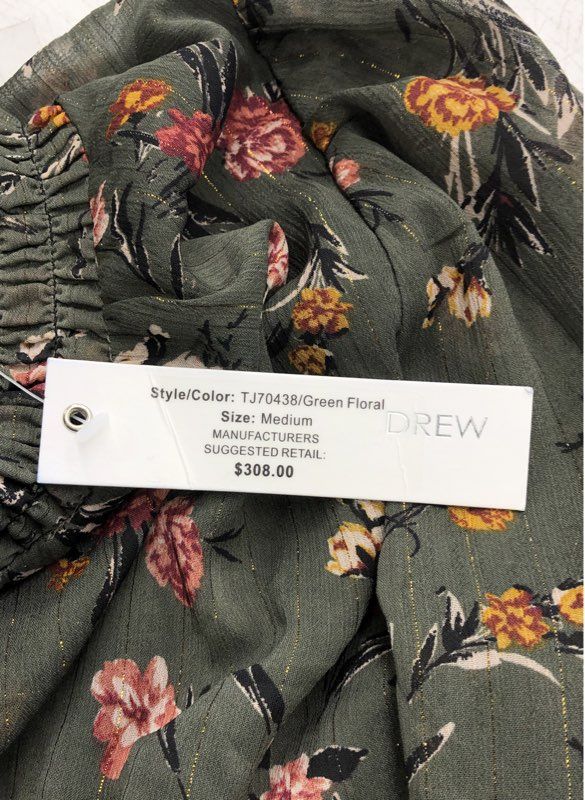 Style/Color: TJ70438/Green Floral
Size: Medium
DREW
MANUFACTURERS
SUGGESTED RETAIL:
$308.00